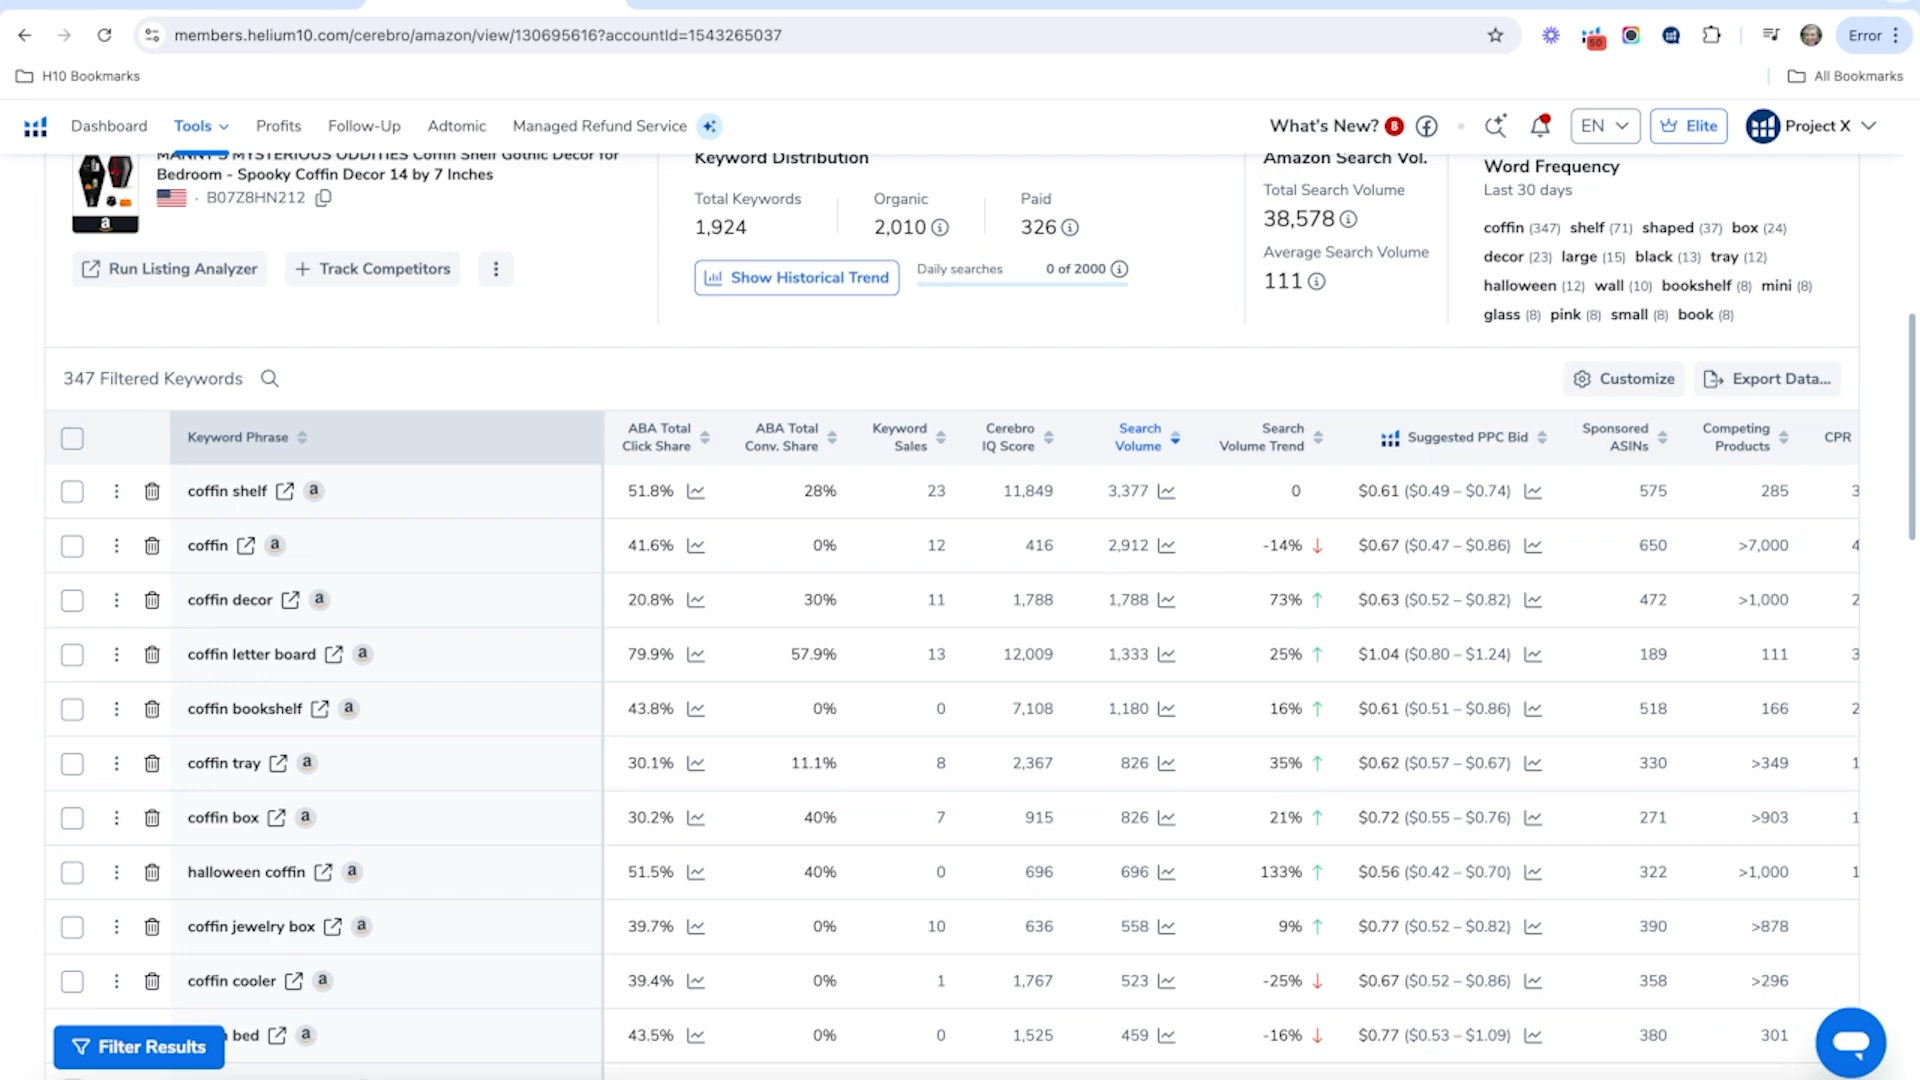 members.helium10.com/cerebro/amazon/view/130695616?accountId=1543265037
50
Error
H10 Bookmarks
All Bookmarks
Dashboard Tools Profits Follow-Up Adtomic Managed Refund Service
What's New? 8 EN Elite Project X
MANNY'S MYSTERIOUS ODDITIES Coffin Shelf Gothic Decor for
Bedroom - Spooky Coffin Decor 14 by 7 Inches
· B07Z8HN212
a
Run Listing Analyzer
+ Track Competitors
Keyword Distribution
Total Keywords Organic Paid
1,924 2,010 326
Show Historical Trend
Daily searches 0 of 2000
Amazon Search Vol.
Total Search Volume
38,578
Average Search Volume
111
Word Frequency
Last 30 days
coffin (347) shelf (71) shaped (37) box (24)
decor (23) large (15) black (13) tray (12)
halloween (12) wall (10) bookshelf (8) mini (8)
glass (8) pink (8) small (8) book (8)
347 Filtered Keywords
Customize Export Data...
Keyword Phrase ABA Total Click Share ABA Total Conv. Share Keyword Sales Cerebro IQ Score Search Volume Search Volume Trend Suggested PPC Bid Sponsored ASINs Competing Products CPR
coffin shelf a 51.8% 28% 23 11,849 3,377 0 $0.61 ($0.49 – $0.74) 575 285 3
coffin a 41.6% 0% 12 416 2,912 -14% $0.67 ($0.47 – $0.86) 650 >7,000 4
coffin decor a 20.8% 30% 11 1,788 1,788 73% $0.63 ($0.52 – $0.82) 472 >1,000 2
coffin letter board a 79.9% 57.9% 13 12,009 1,333 25% $1.04 ($0.80 – $1.24) 189 111 3
coffin bookshelf a 43.8% 0% 0 7,108 1,180 16% $0.61 ($0.51 – $0.86) 518 166 2
coffin tray a 30.1% 11.1% 8 2,367 826 35% $0.62 ($0.57 – $0.67) 330 >349 1
coffin box a 30.2% 40% 7 915 826 21% $0.72 ($0.55 – $0.76) 271 >903 1
halloween coffin a 51.5% 40% 0 696 696 133% $0.56 ($0.42 – $0.70) 322 >1,000 1
coffin jewelry box a 39.7% 0% 10 636 558 9% $0.77 ($0.52 – $0.82) 390 >878
coffin cooler a 39.4% 0% 1 1,767 523 -25% $0.67 ($0.52 – $0.86) 358 >296
bed a 43.5% 0% 0 1,525 459 -16% $0.77 ($0.53 – $1.09) 380 301
Filter Results